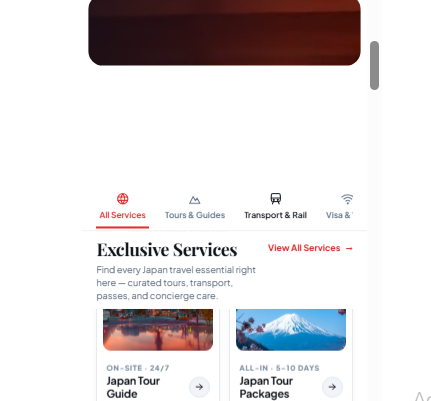 All Services
Tours & Guides
Transport & Rail
Visa &
Exclusive Services
View All Services →
Find every Japan travel essential right
here — curated tours, transport,
passes, and concierge care.
ON-SITE · 24/7
Japan Tour
Guide
ALL-IN · 5–10 DAYS
Japan Tour
Packages